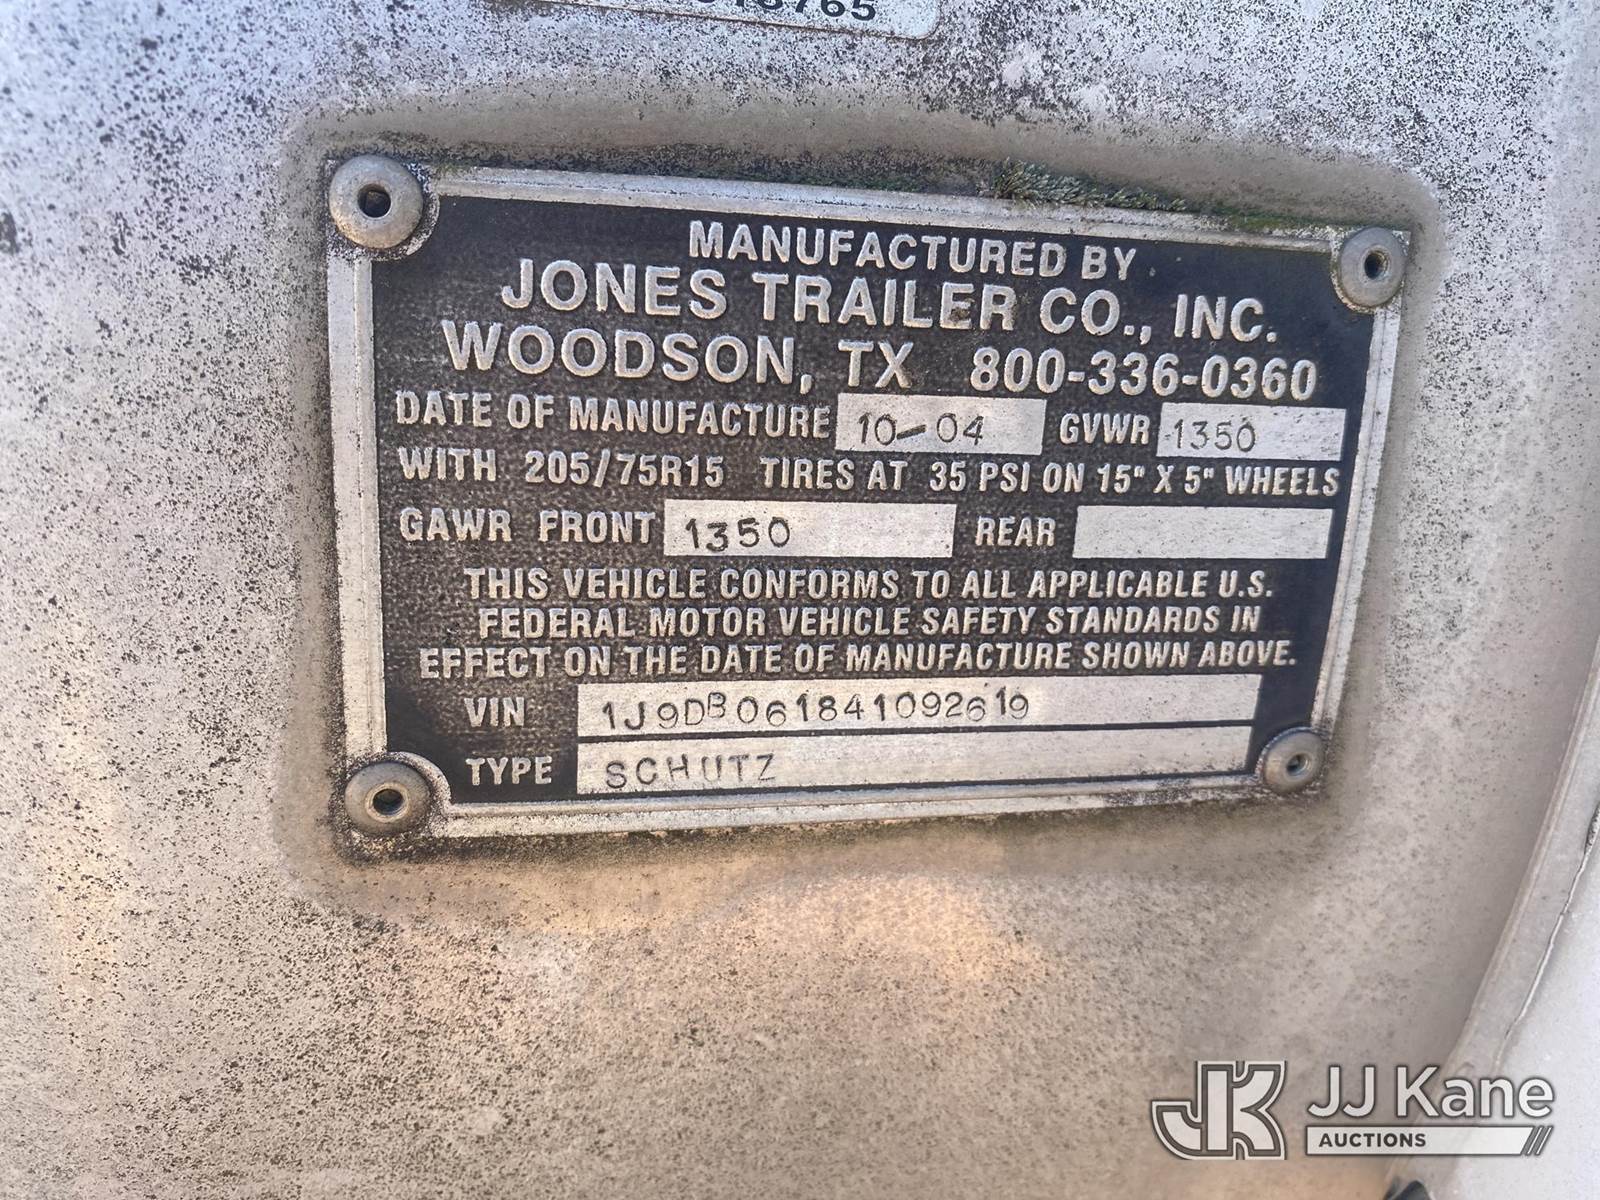 MANUFACTURED BY
JONES TRAILER CO., INC.
WOODSON, TX 800-336-0360
DATE OF MANUFACTURE 10-04 GVWR 1350
WITH 205/75R15 TIRES AT 35 PSI ON 15" X 5" WHEELS
GAWR FRONT 1350 REAR
THIS VEHICLE CONFORMS TO ALL APPLICABLE U.S.
FEDERAL MOTOR VEHICLE SAFETY STANDARDS IN
EFFECT ON THE DATE OF MANUFACTURE SHOWN ABOVE.
VIN 1J9DB061841092619
TYPE SCHUTZ
JK JJ Kane
AUCTIONS